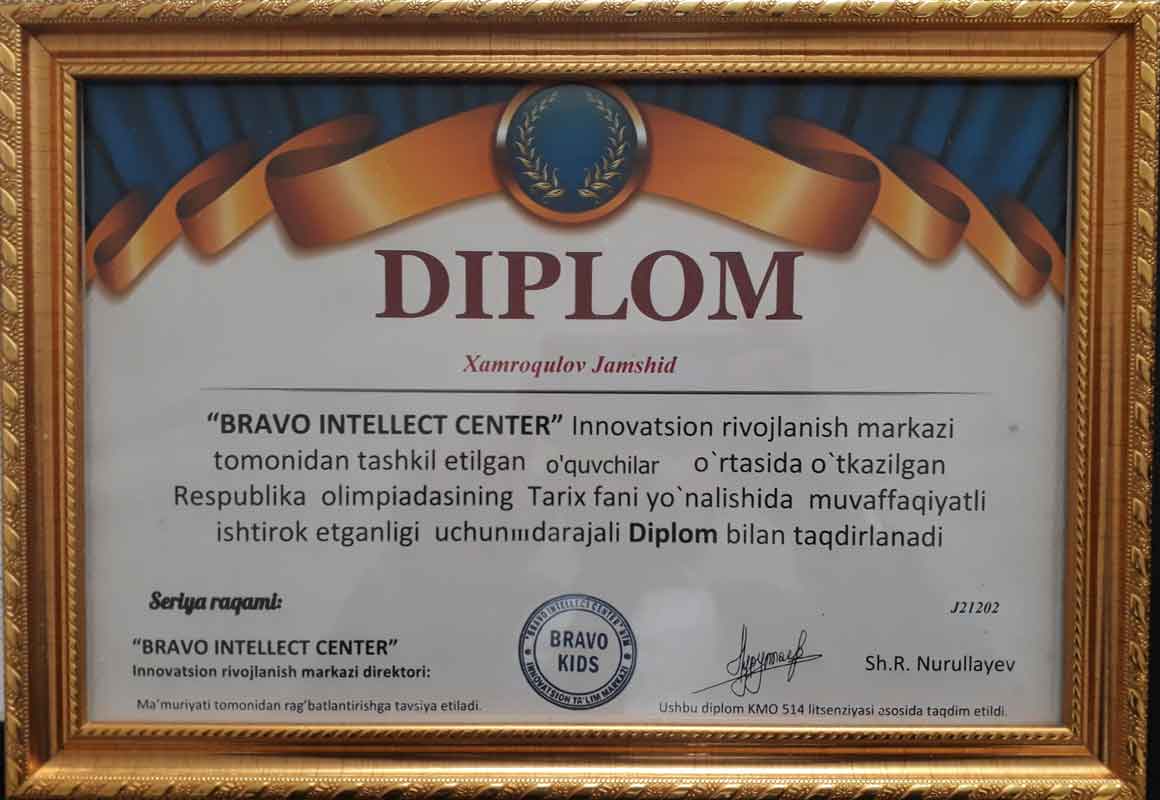 DIPLOM
Xamroqulov Jamshid
“BRAVO INTELLECT CENTER” Innovatsion rivojlanish markazi
tomonidan tashkil etilgan o'quvchilar o`rtasida o`tkazilgan
Respublika olimpiadasining Tarix fani yo`nalishida muvaffaqiyatli
ishtirok etganligi uchun III darajali Diplom bilan taqdirlanadi
Seriya raqami:
J21202
“BRAVO INTELLECT CENTER”
Innovatsion rivojlanish markazi direktori:
"BRAVO INTELLECT CENTER" BTM
BRAVO
KIDS
INNOVATSION TA'LIM MARKAZI
Sh.R. Nurullayev
Ma’muriyati tomonidan rag’batlantirishga tavsiya etiladi.
Ushbu diplom KMO 514 litsenziyasi asosida taqdim etildi.